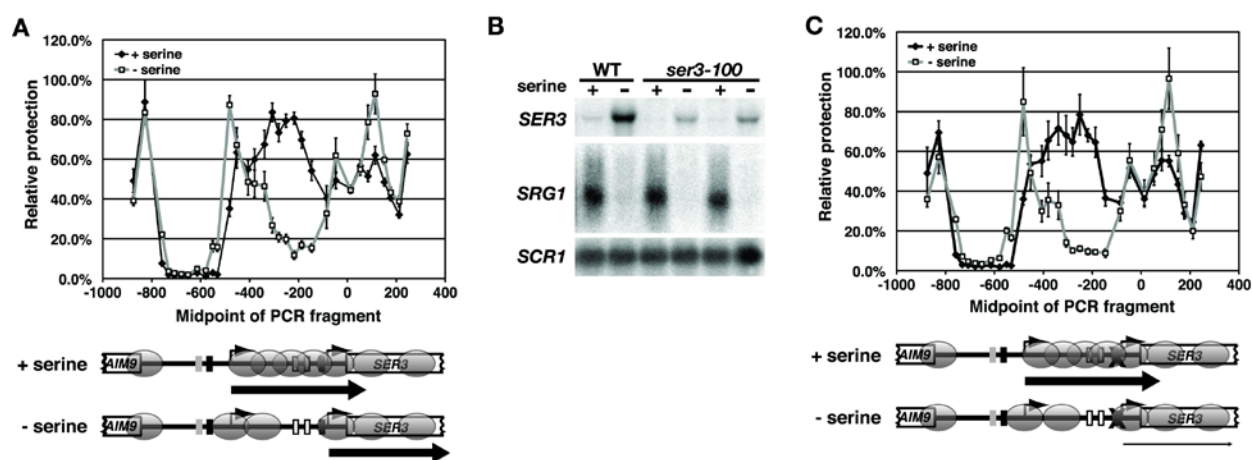 A
+ serine
- serine
Relative protection
120.0%
100.0%
80.0%
60.0%
40.0%
20.0%
0.0%
-1000 -800 -600 -400 -200 0 200 400
Midpoint of PCR fragment
+ serine AIM9 SER3
- serine AIM9 SER3
B
WT ser3-100
serine + - + - + -
SER3
SRG1
SCR1
C
+ serine
- serine
Relative protection
120.0%
100.0%
80.0%
60.0%
40.0%
20.0%
0.0%
-1000 -800 -600 -400 -200 0 200 400
Midpoint of PCR fragment
+ serine AIM9 SER3
- serine AIM9 SER3